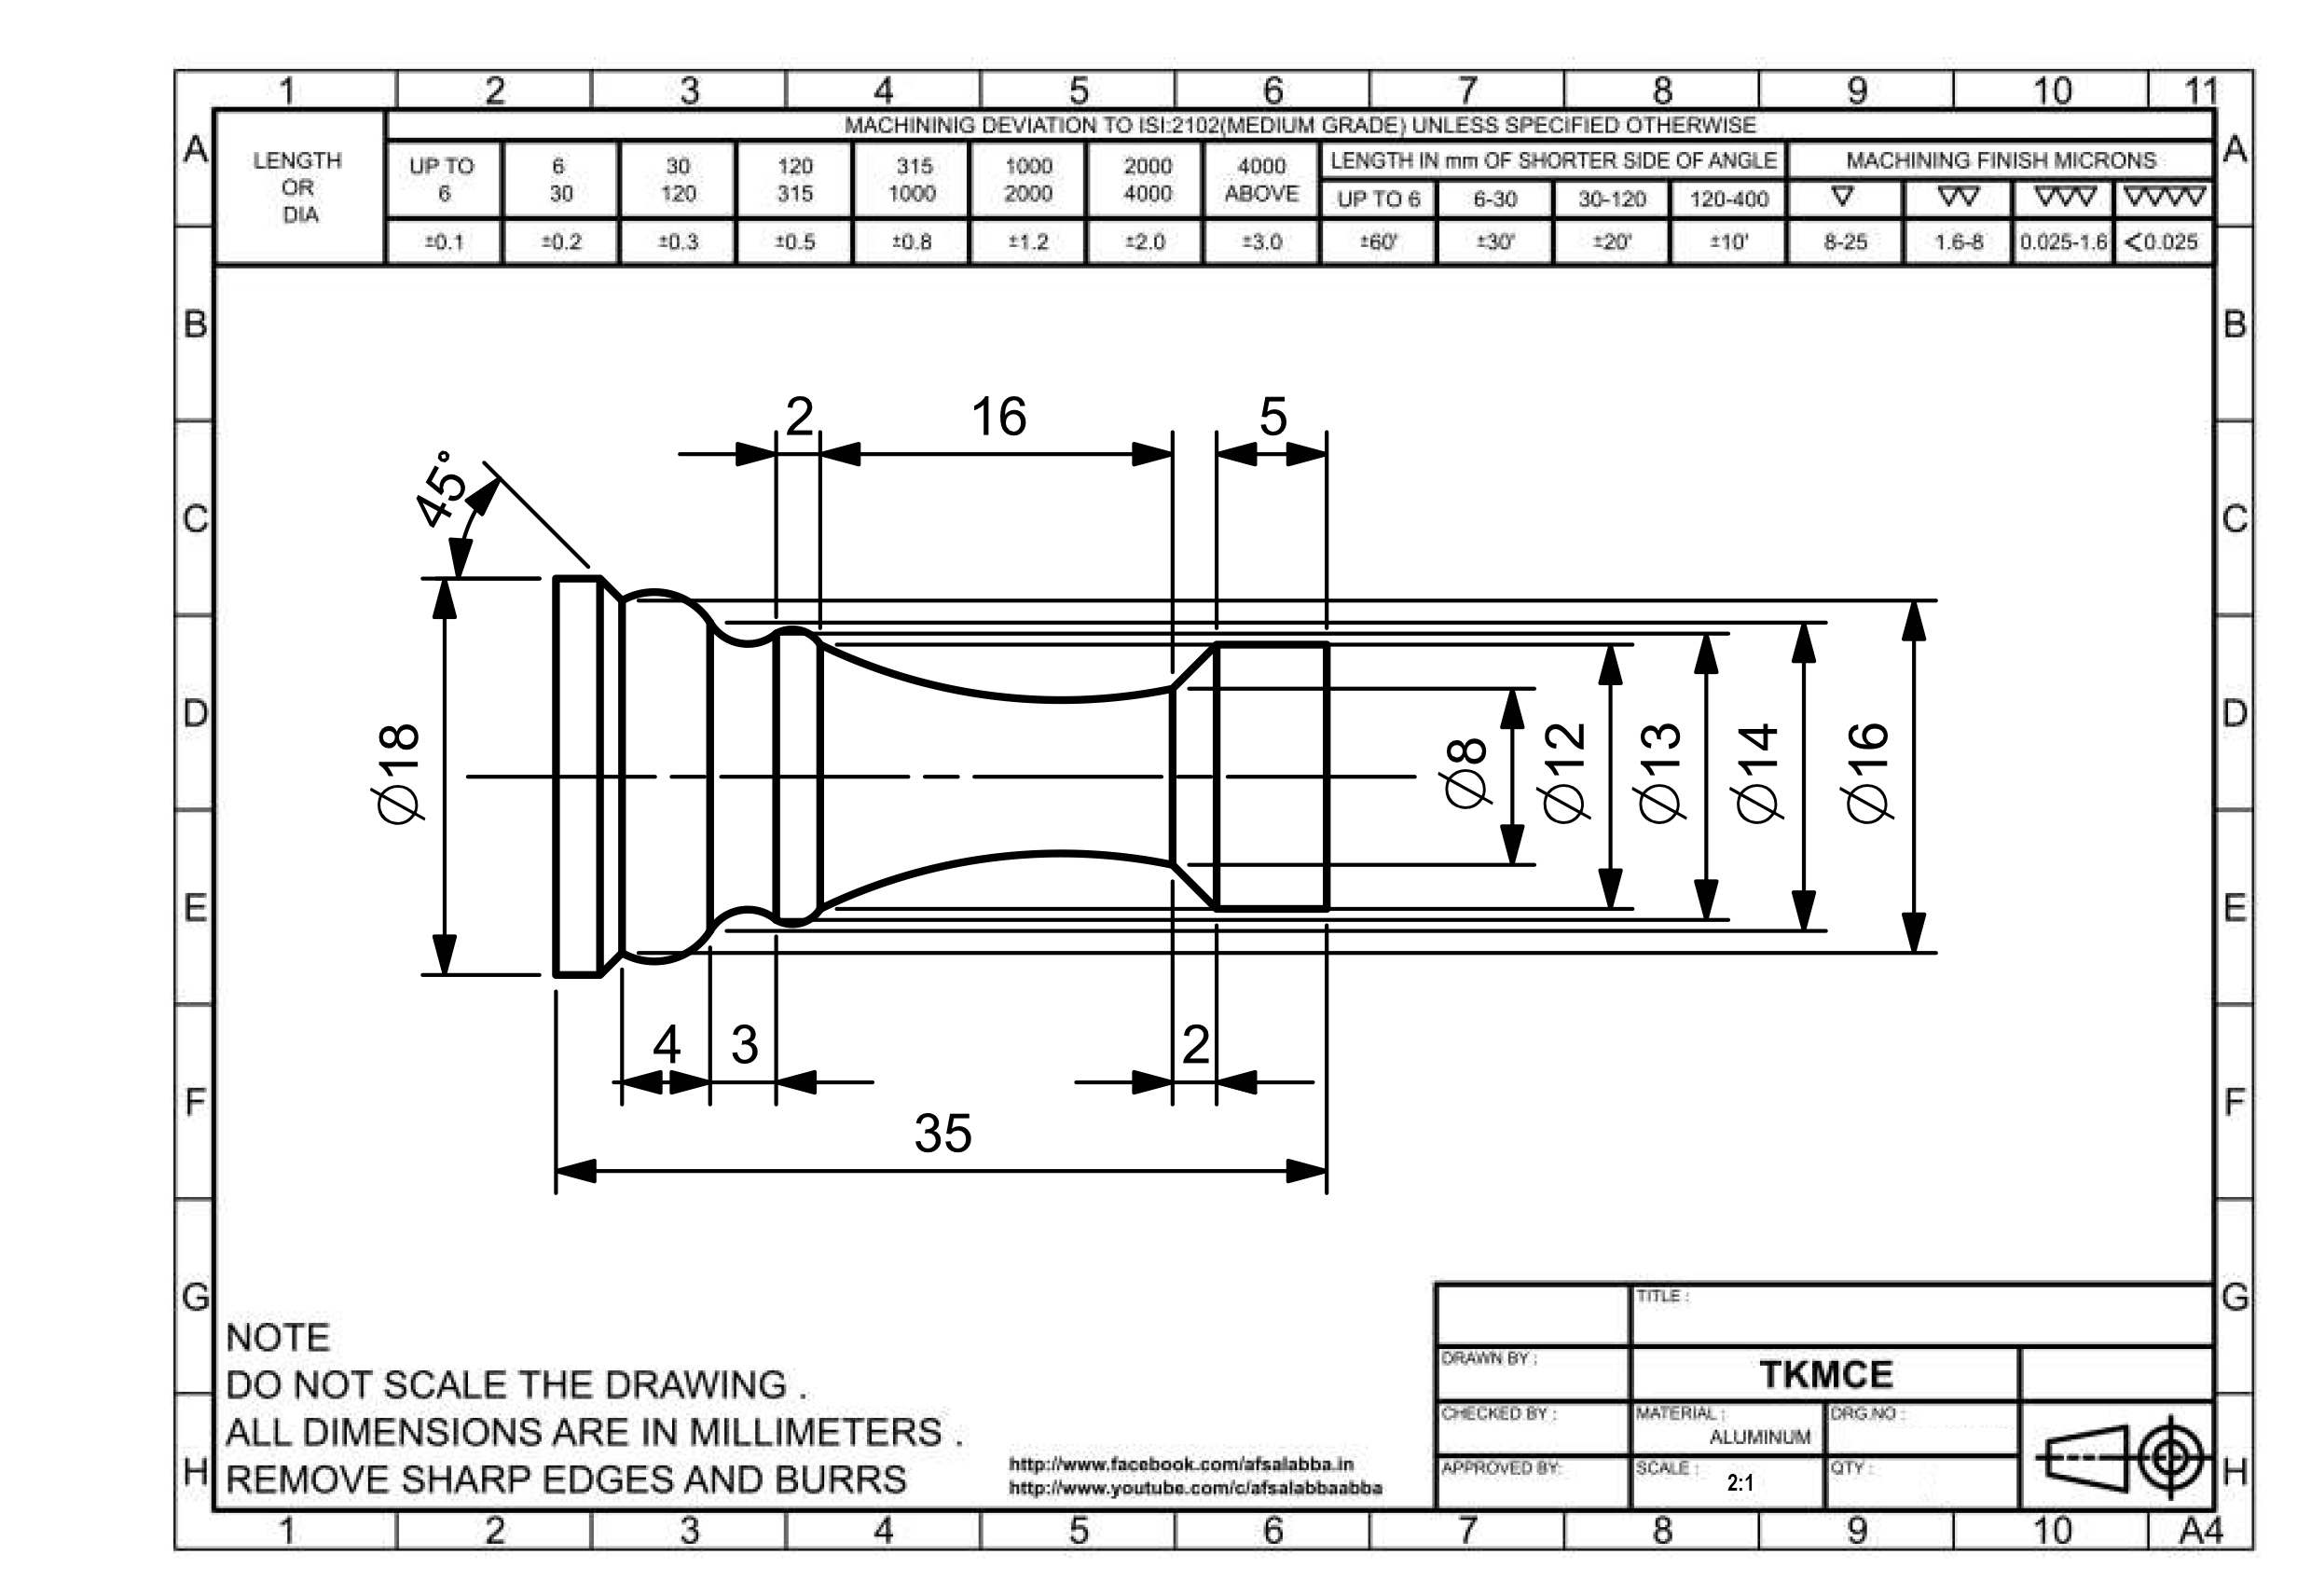 1 2 3 4 5 6 7 8 9 10 11
A A
MACHININIG DEVIATION TO ISI:2102(MEDIUM GRADE) UNLESS SPECIFIED OTHERWISE
LENGTH
OR
DIA
UP TO 6 30 120 315 1000 2000 4000 LENGTH IN mm OF SHORTER SIDE OF ANGLE MACHINING FINISH MICRONS
6 30 120 315 1000 2000 4000 ABOVE UP TO 6 6-30 30-120 120-400 ▽ ▽▽ ▽▽▽ ▽▽▽▽
±0.1 ±0.2 ±0.3 ±0.5 ±0.8 ±1.2 ±2.0 ±3.0 ±60' ±30' ±20' ±10' 8-25 1.6-8 0.025-1.6 <0.025
B B
2 16 5
45°
C C
D D
∅18 ∅8 ∅12 ∅13 ∅14 ∅16
E E
4 3 2
F F
35
G G
NOTE
DO NOT SCALE THE DRAWING .
ALL DIMENSIONS ARE IN MILLIMETERS .
REMOVE SHARP EDGES AND BURRS
http://www.facebook.com/afsalabba.in
http://www.youtube.com/c/afsalabbaabba
TITLE :
DRAWN BY :
TKMCE
CHECKED BY :
MATERIAL :
ALUMINUM
DRG.NO :
APPROVED BY:
SCALE :
2:1
QTY :
H H
1 2 3 4 5 6 7 8 9 10 A4